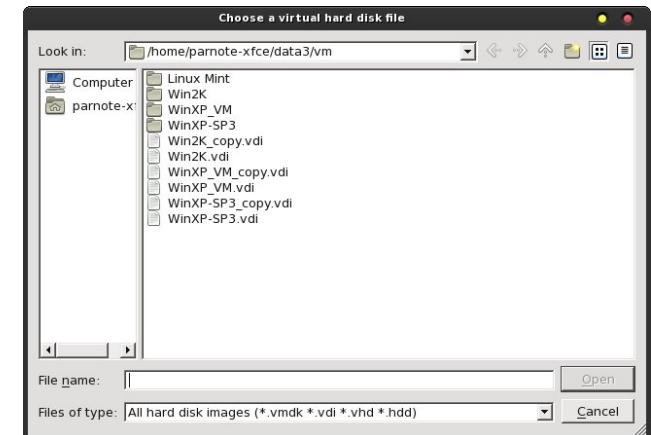 Choose a virtual hard disk file
Look in: /home/parnote-xfce/data3/vm
Computer
parnote-x
Linux Mint
Win2K
WinXP_VM
WinXP-SP3
Win2K_copy.vdi
Win2K.vdi
WinXP_VM_copy.vdi
WinXP_VM.vdi
WinXP-SP3_copy.vdi
WinXP-SP3.vdi
File name:
Open
Files of type: All hard disk images (*.vmdk *.vdi *.vhd *.hdd)
Cancel